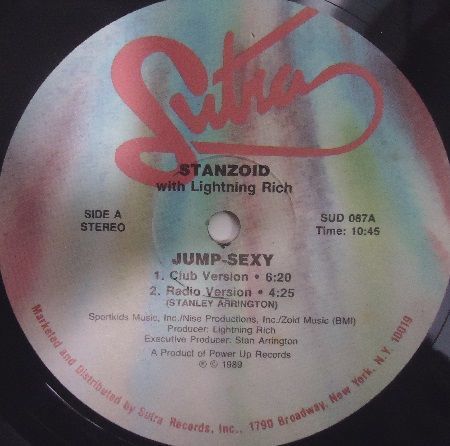 Sutra
STANZOID
with Lightning Rich
SIDE A
STEREO
SUD 087A
Time: 10:45
JUMP-SEXY
1. Club Version • 6:20
2. Radio Version • 4:25
(STANLEY ARRINGTON)
Sportkids Music, Inc./Nise Productions, Inc./Zoid Music (BMI)
Producer: Lightning Rich
Executive Producer: Stan Arrington
A Product of Power Up Records
℗ © 1989
Marketed and Distributed by Sutra Records, Inc., 1790 Broadway, New York, N.Y. 10019